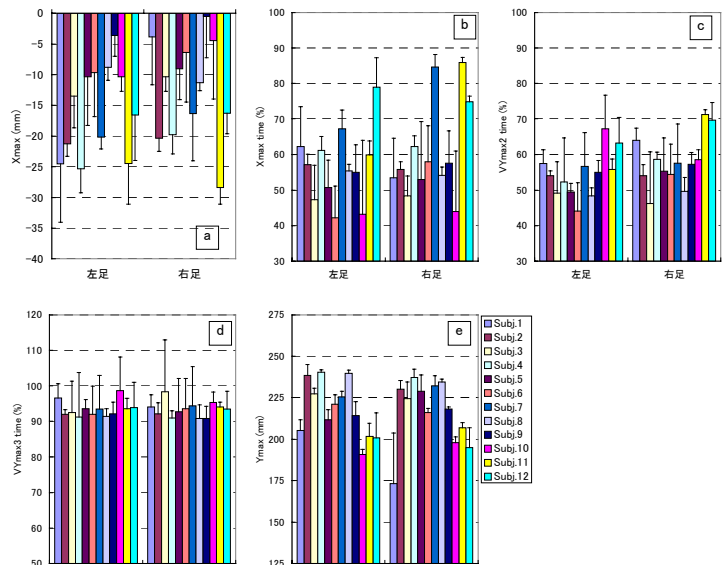 0
−5
−10
−15
−20
−25
−30
−35
−40
Xmax (mm)
a
左足 右足
100
90
80
70
60
50
40
30
Xmax time (%)
b
左足 右足
100
90
80
70
60
50
40
30
VYmax2 time (%)
c
左足 右足
120
110
100
90
80
70
60
50
VYmax3 time (%)
d
275
250
225
200
175
150
125
Ymax (mm)
e
Subj.1
Subj.2
Subj.3
Subj.4
Subj.5
Subj.6
Subj.7
Subj.8
Subj.9
Subj.10
Subj.11
Subj.12